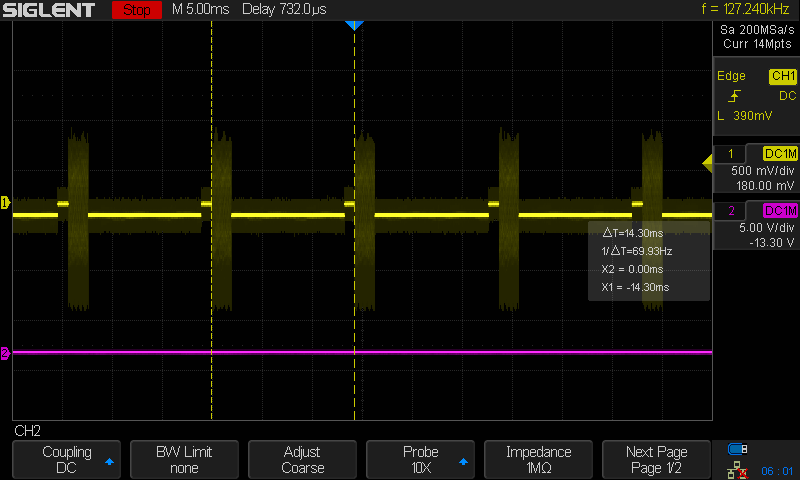 SIGLENT Stop M 5.00ms Delay 732.0µs f = 127.240kHz
Sa 200MSa/s
Curr 14Mpts
Edge CH1
DC
L 390mV
1 DC1M
500 mV/div
180.00 mV
2 DC1M
5.00 V/div
-13.30 V
1
△T=14.30ms
1/△T=69.93Hz
X2 = 0.00ms
X1 = -14.30ms
2
CH2
Coupling
DC
BW Limit
none
Adjust
Coarse
Probe
10X
Impedance
1MΩ
Next Page
Page 1/2
06 : 01